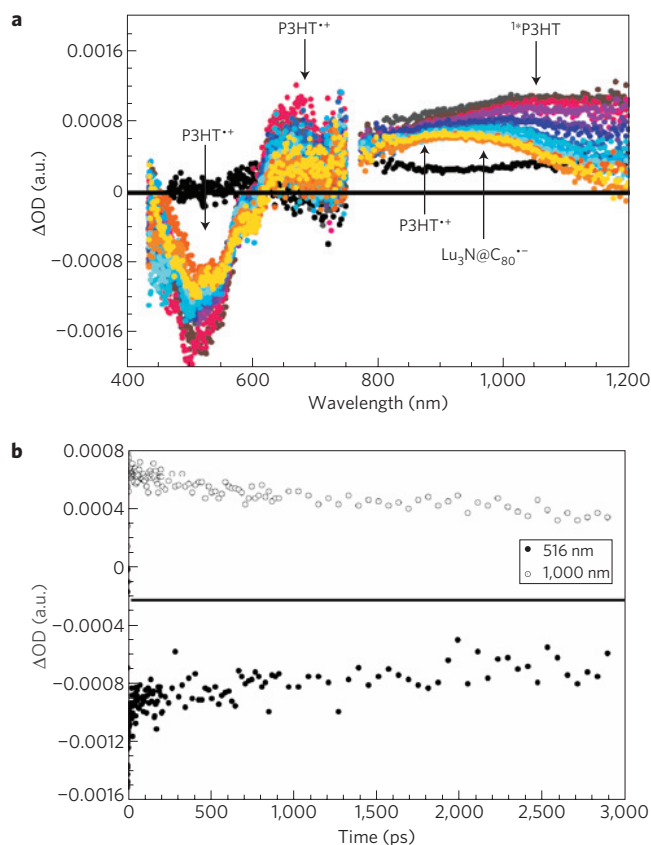 a
P3HT•+
¹*P3HT
0.0016
0.0008
0
−0.0008
−0.0016
ΔOD (a.u.)
P3HT•+
P3HT•+
Lu₃N@C₈₀•−
400
600
800
1,000
1,200
Wavelength (nm)
b
0.0008
0.0004
0
−0.0004
−0.0008
−0.0012
−0.0016
ΔOD (a.u.)
516 nm
1,000 nm
0
500
1,000
1,500
2,000
2,500
3,000
Time (ps)